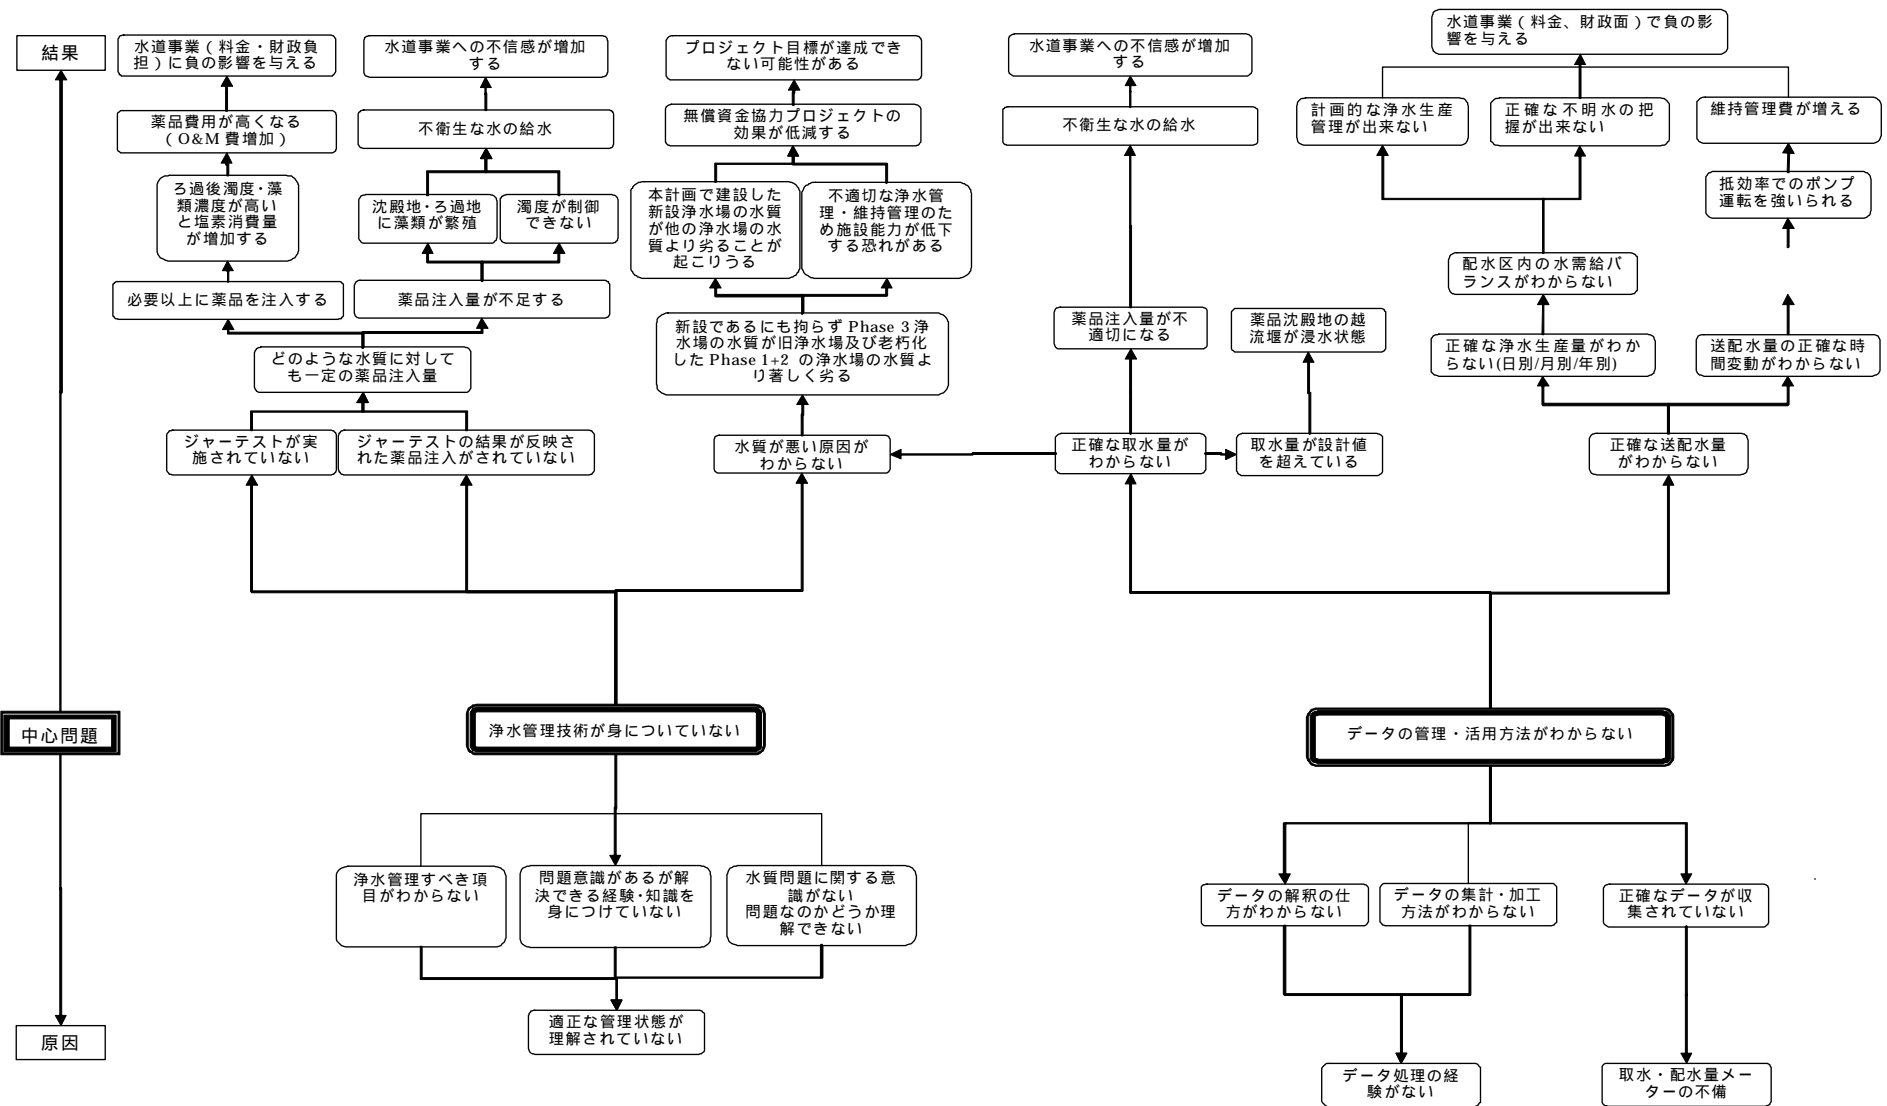 結果
水道事業（料金・財政負
担）に負の影響を与える
水道事業への不信感が増加
する
プロジェクト目標が達成でき
ない可能性がある
水道事業への不信感が増加
する
水道事業（料金、財政面）で負の影
響を与える
薬品費用が高くなる
（O&M費増加）
不衛生な水の給水
無償資金協力プロジェクトの
効果が低減する
不衛生な水の給水
計画的な浄水生産
管理が出来ない
正確な不明水の把
握が出来ない
維持管理費が増える
ろ過後濁度・藻
類濃度が高い
と塩素消費量
が増加する
沈殿地・ろ過地
に藻類が繁殖
濁度が制御
できない
本計画で建設した
新設浄水場の水質
が他の浄水場の水
質より劣ることが
起こりうる
不適切な浄水管
理・維持管理のた
め施設能力が低下
する恐れがある
抵効率でのポンプ
運転を強いられる
配水区内の水需給バ
ランスがわからない
必要以上に薬品を注入する
薬品注入量が不足する
新設であるにも拘らず Phase 3 浄
水場の水質が旧浄水場及び老朽化
した Phase 1+2 の浄水場の水質よ
り著しく劣る
薬品注入量が不
適切になる
薬品沈殿地の越
流堰が浸水状態
正確な浄水生産量がわか
らない(日別/月別/年別)
送配水量の正確な時
間変動がわからない
どのような水質に対して
も一定の薬品注入量
ジャーテストが実
施されていない
ジャーテストの結果が反映さ
れた薬品注入がされていない
水質が悪い原因が
わからない
正確な取水量が
わからない
取水量が設計値
を超えている
正確な送配水量
がわからない
中心問題
浄水管理技術が身についていない
データの管理・活用方法がわからない
浄水管理すべき項
目がわからない
問題意識があるが解
決できる経験・知識を
身につけていない
水質問題に関する意
識がない
問題なのかどうか理
解できない
データの解釈の仕
方がわからない
データの集計・加工
方法がわからない
正確なデータが収
集されていない
適正な管理状態が
理解されていない
原因
データ処理の経
験がない
取水・配水量メー
ターの不備